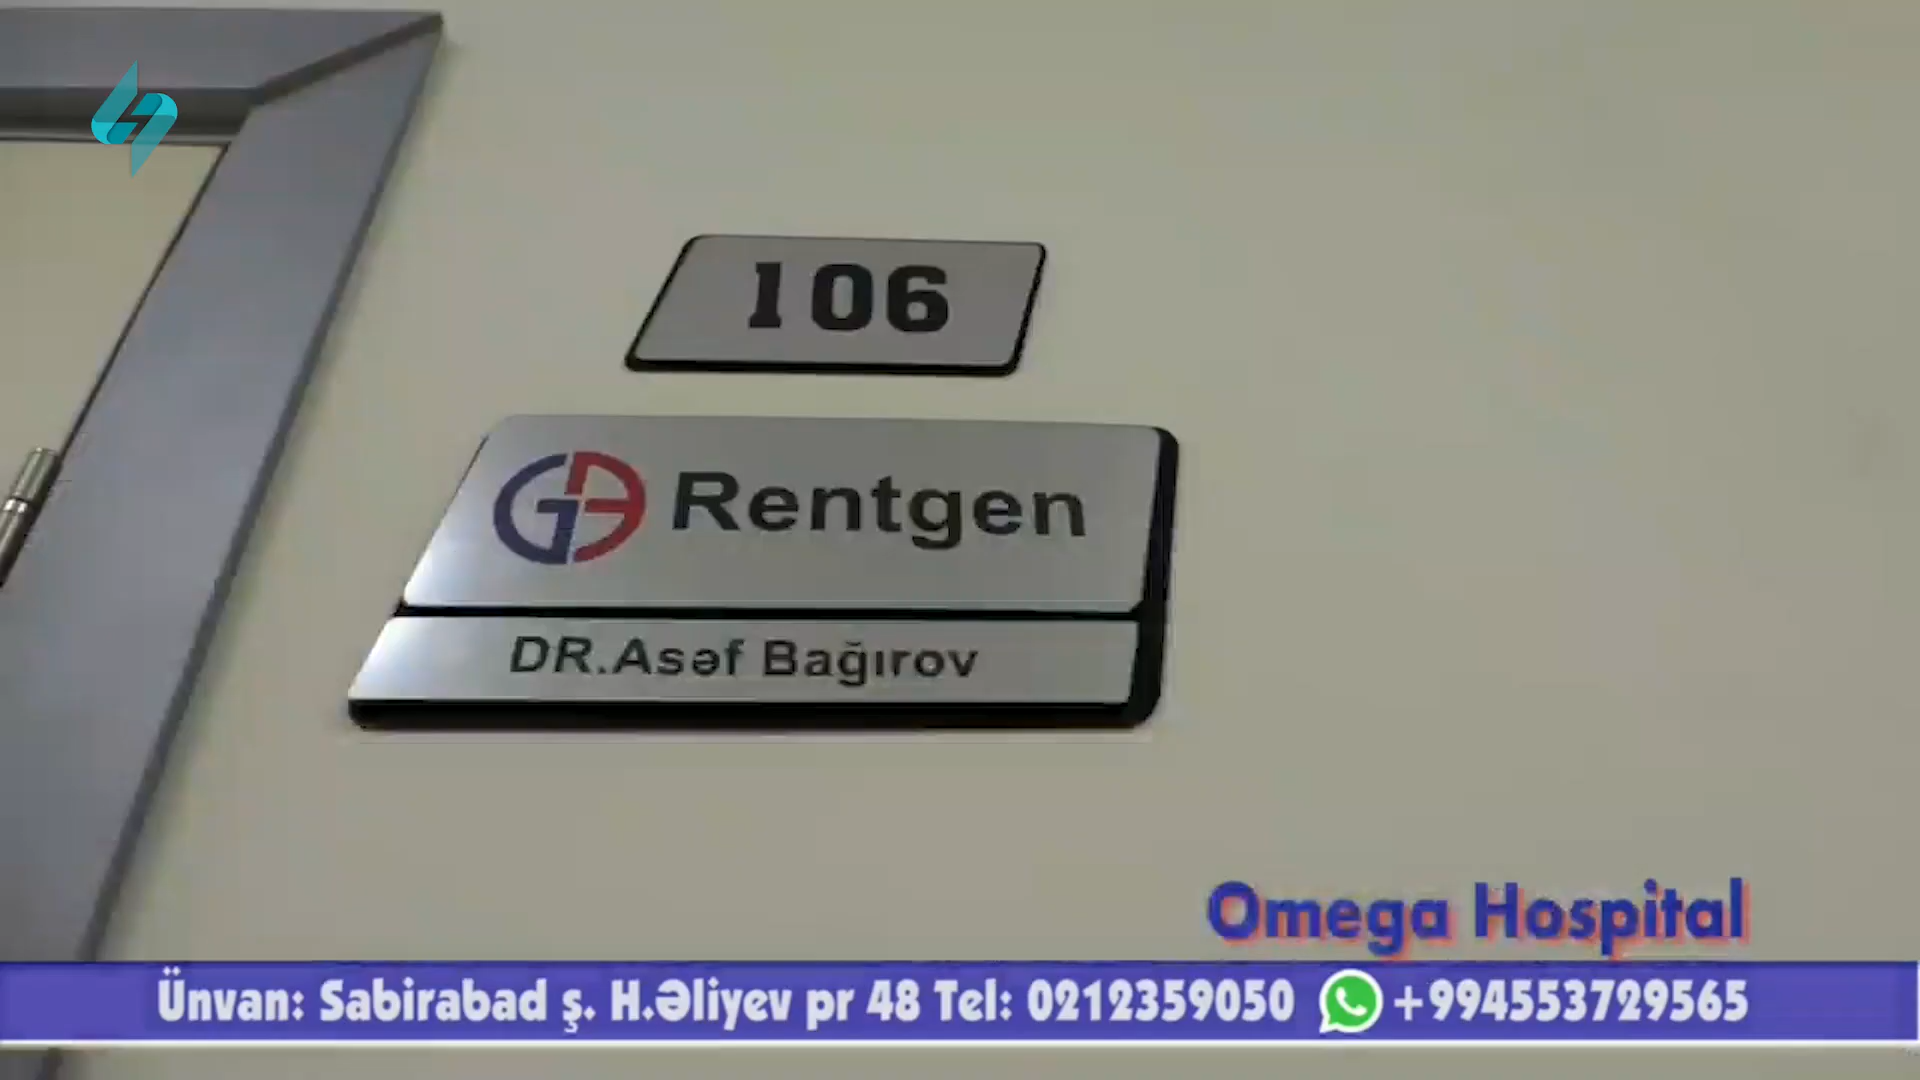 106
Rentgen
DR.Asəf Bağırov
Omega Hospital
Ünvan: Sabirabad ş. H.Əliyev pr 48 Tel: 0212359050 +994553729565